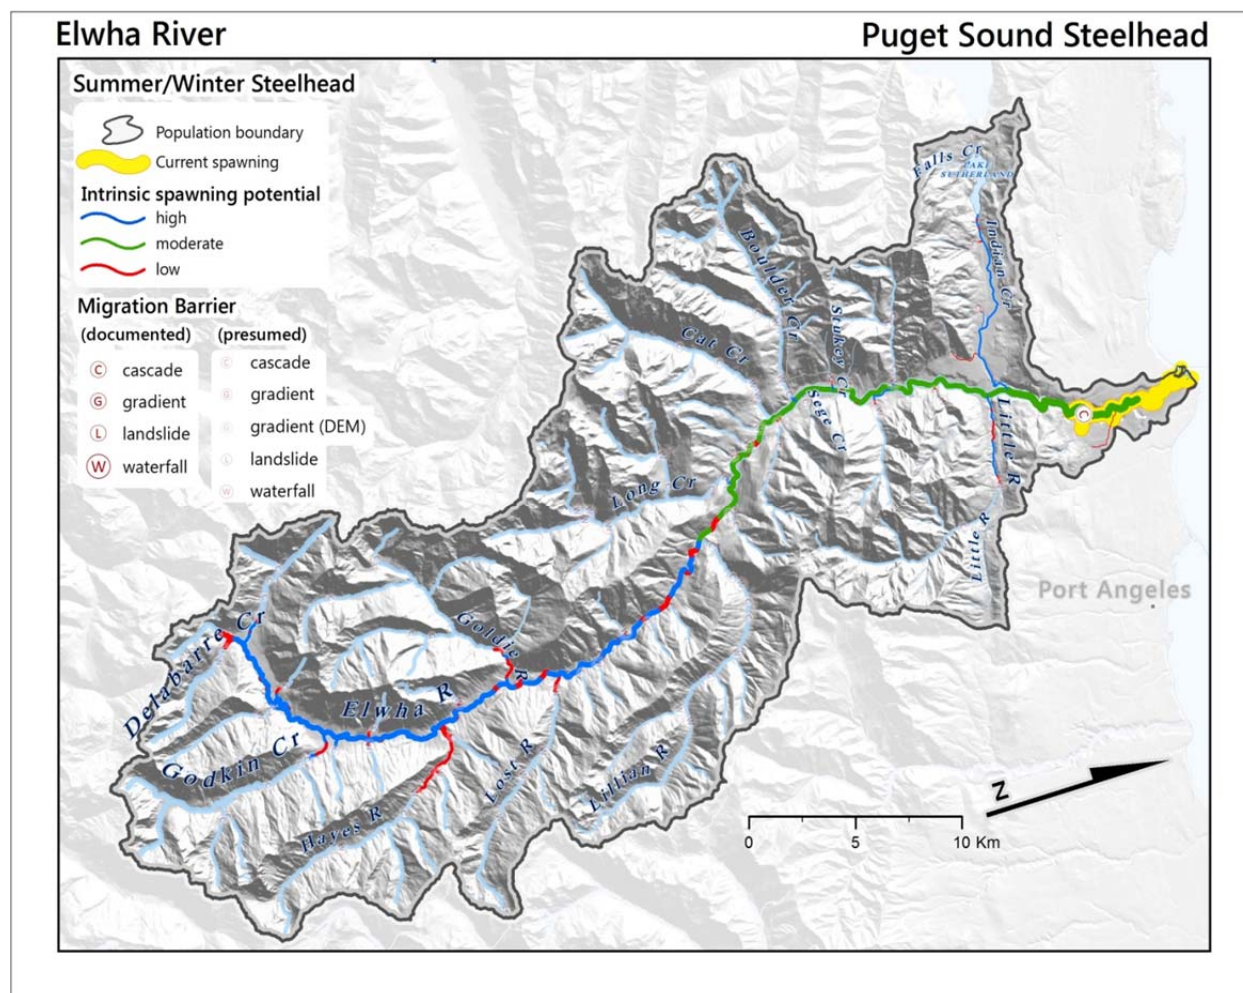 Elwha River
Puget Sound Steelhead
Summer/Winter Steelhead
Population boundary
Current spawning
Intrinsic spawning potential
high
moderate
low
Migration Barrier
(documented)
(presumed)
C cascade
G gradient
L landslide
W waterfall
C cascade
G gradient
G gradient (DEM)
L landslide
W waterfall
Falls Cr
LAKE
SUTHERLAND
Indian Cr
Boulder Cr
Stukey Cr
Cat Cr
Sege Cr
C
Little R
Long Cr
Little R
Port Angeles
Goldie R
Delabarre Cr
Elwha R
Godkin Cr
Lost R
Lillian R
Hayes R
N
0 5 10 Km